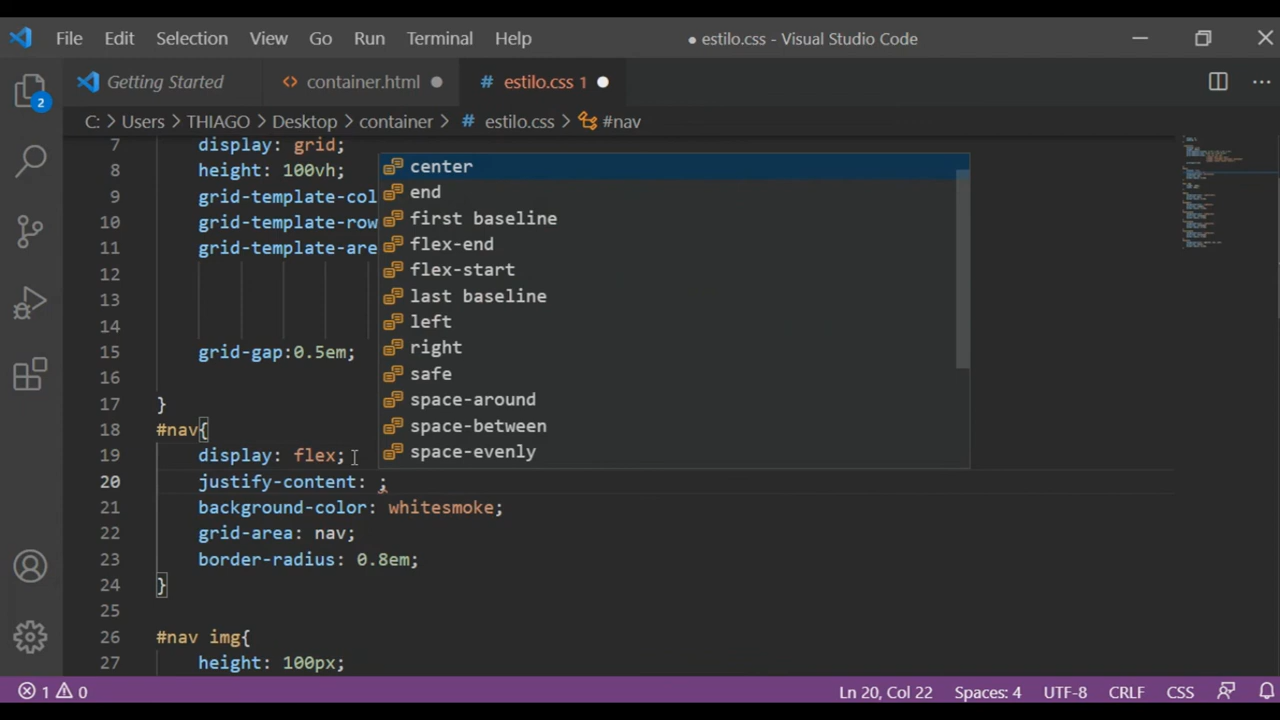 File Edit Selection View Go Run Terminal Help ● estilo.css - Visual Studio Code
Getting Started <> container.html ● # estilo.css 1 ●
C: > Users > THIAGO > Desktop > container > # estilo.css > #nav
2
7 display: grid;
8 height: 100vh;
9 grid-template-col
10 grid-template-row
11 grid-template-are
12
13
14
15 grid-gap:0.5em;
16
17 }
18 #nav{
19 display: flex;
20 justify-content: ;
21 background-color: whitesmoke;
22 grid-area: nav;
23 border-radius: 0.8em;
24 }
25
26 #nav img{
27 height: 100px;
center
end
first baseline
flex-end
flex-start
last baseline
left
right
safe
space-around
space-between
space-evenly
1 0 Ln 20, Col 22 Spaces: 4 UTF-8 CRLF CSS